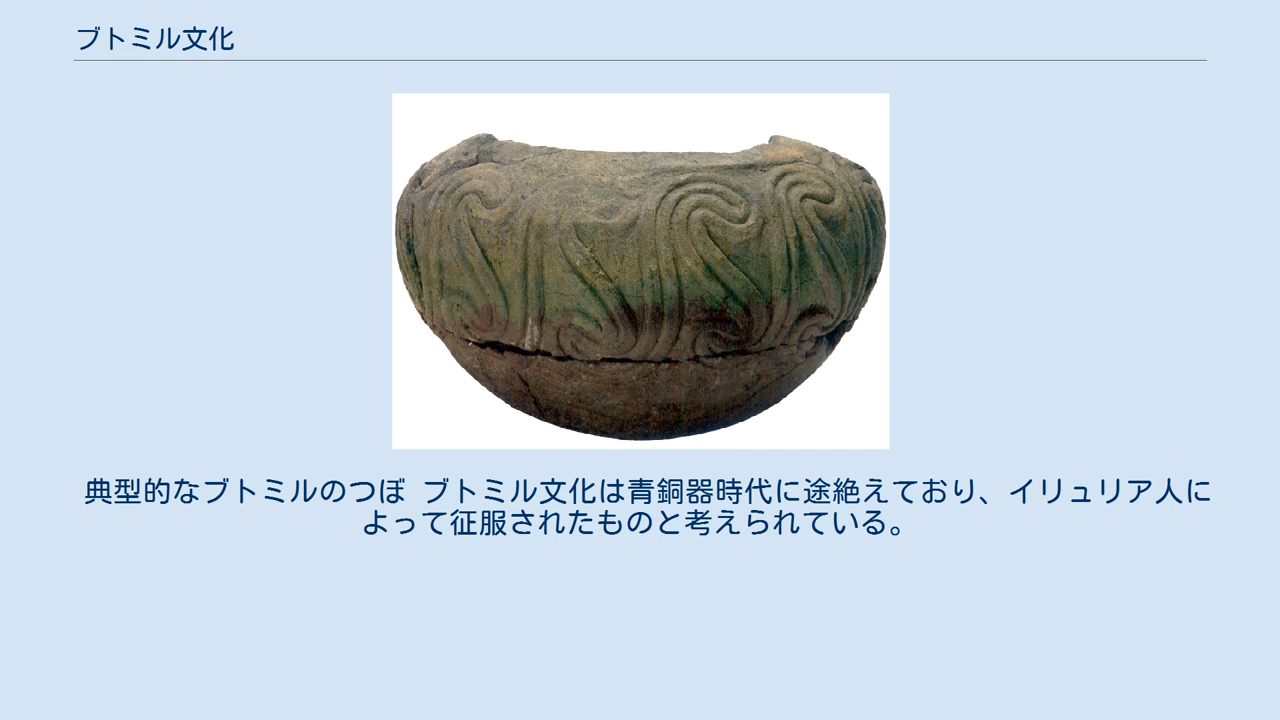 ブトミル文化
典型的なブトミルのつぼ ブトミル文化は青銅器時代に途絶えており、イリュリア人に
よって征服されたものと考えられている。